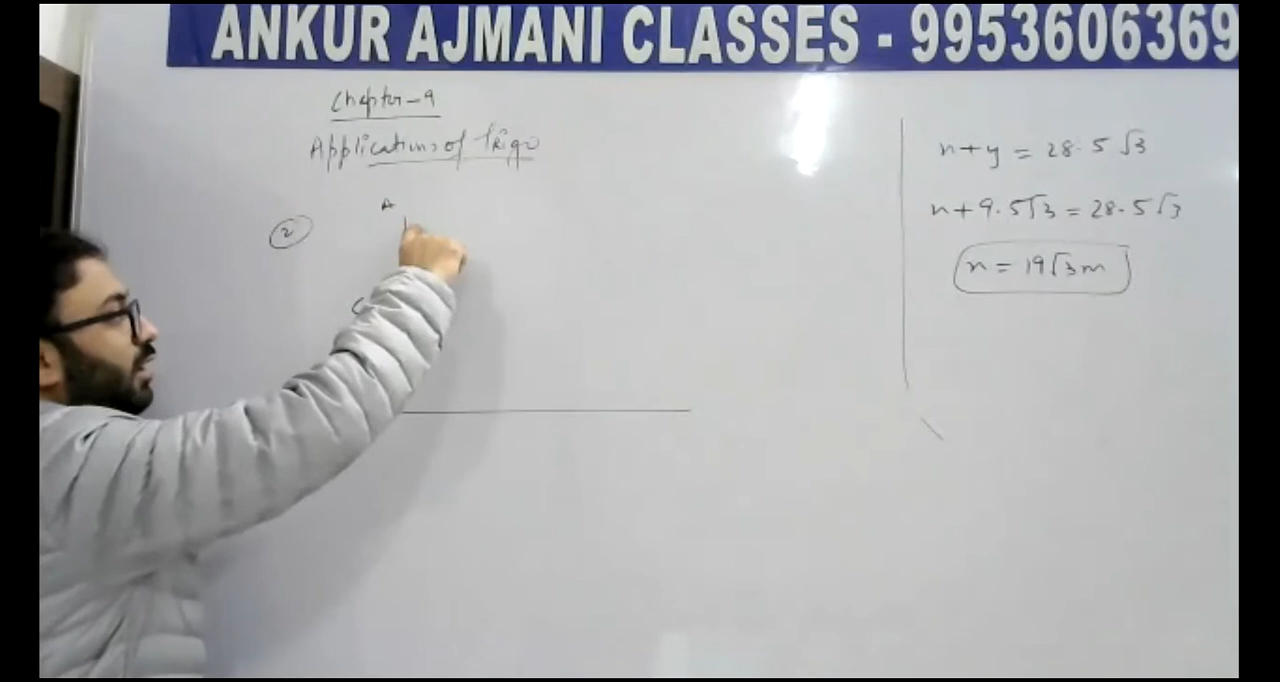 ANKUR AJMANI CLASSES - 9953606369
Chapter-9
Applications of Trigo
2
A
C
x+y = 28.5√3
x+9.5√3 = 28.5√3
x = 19√3m